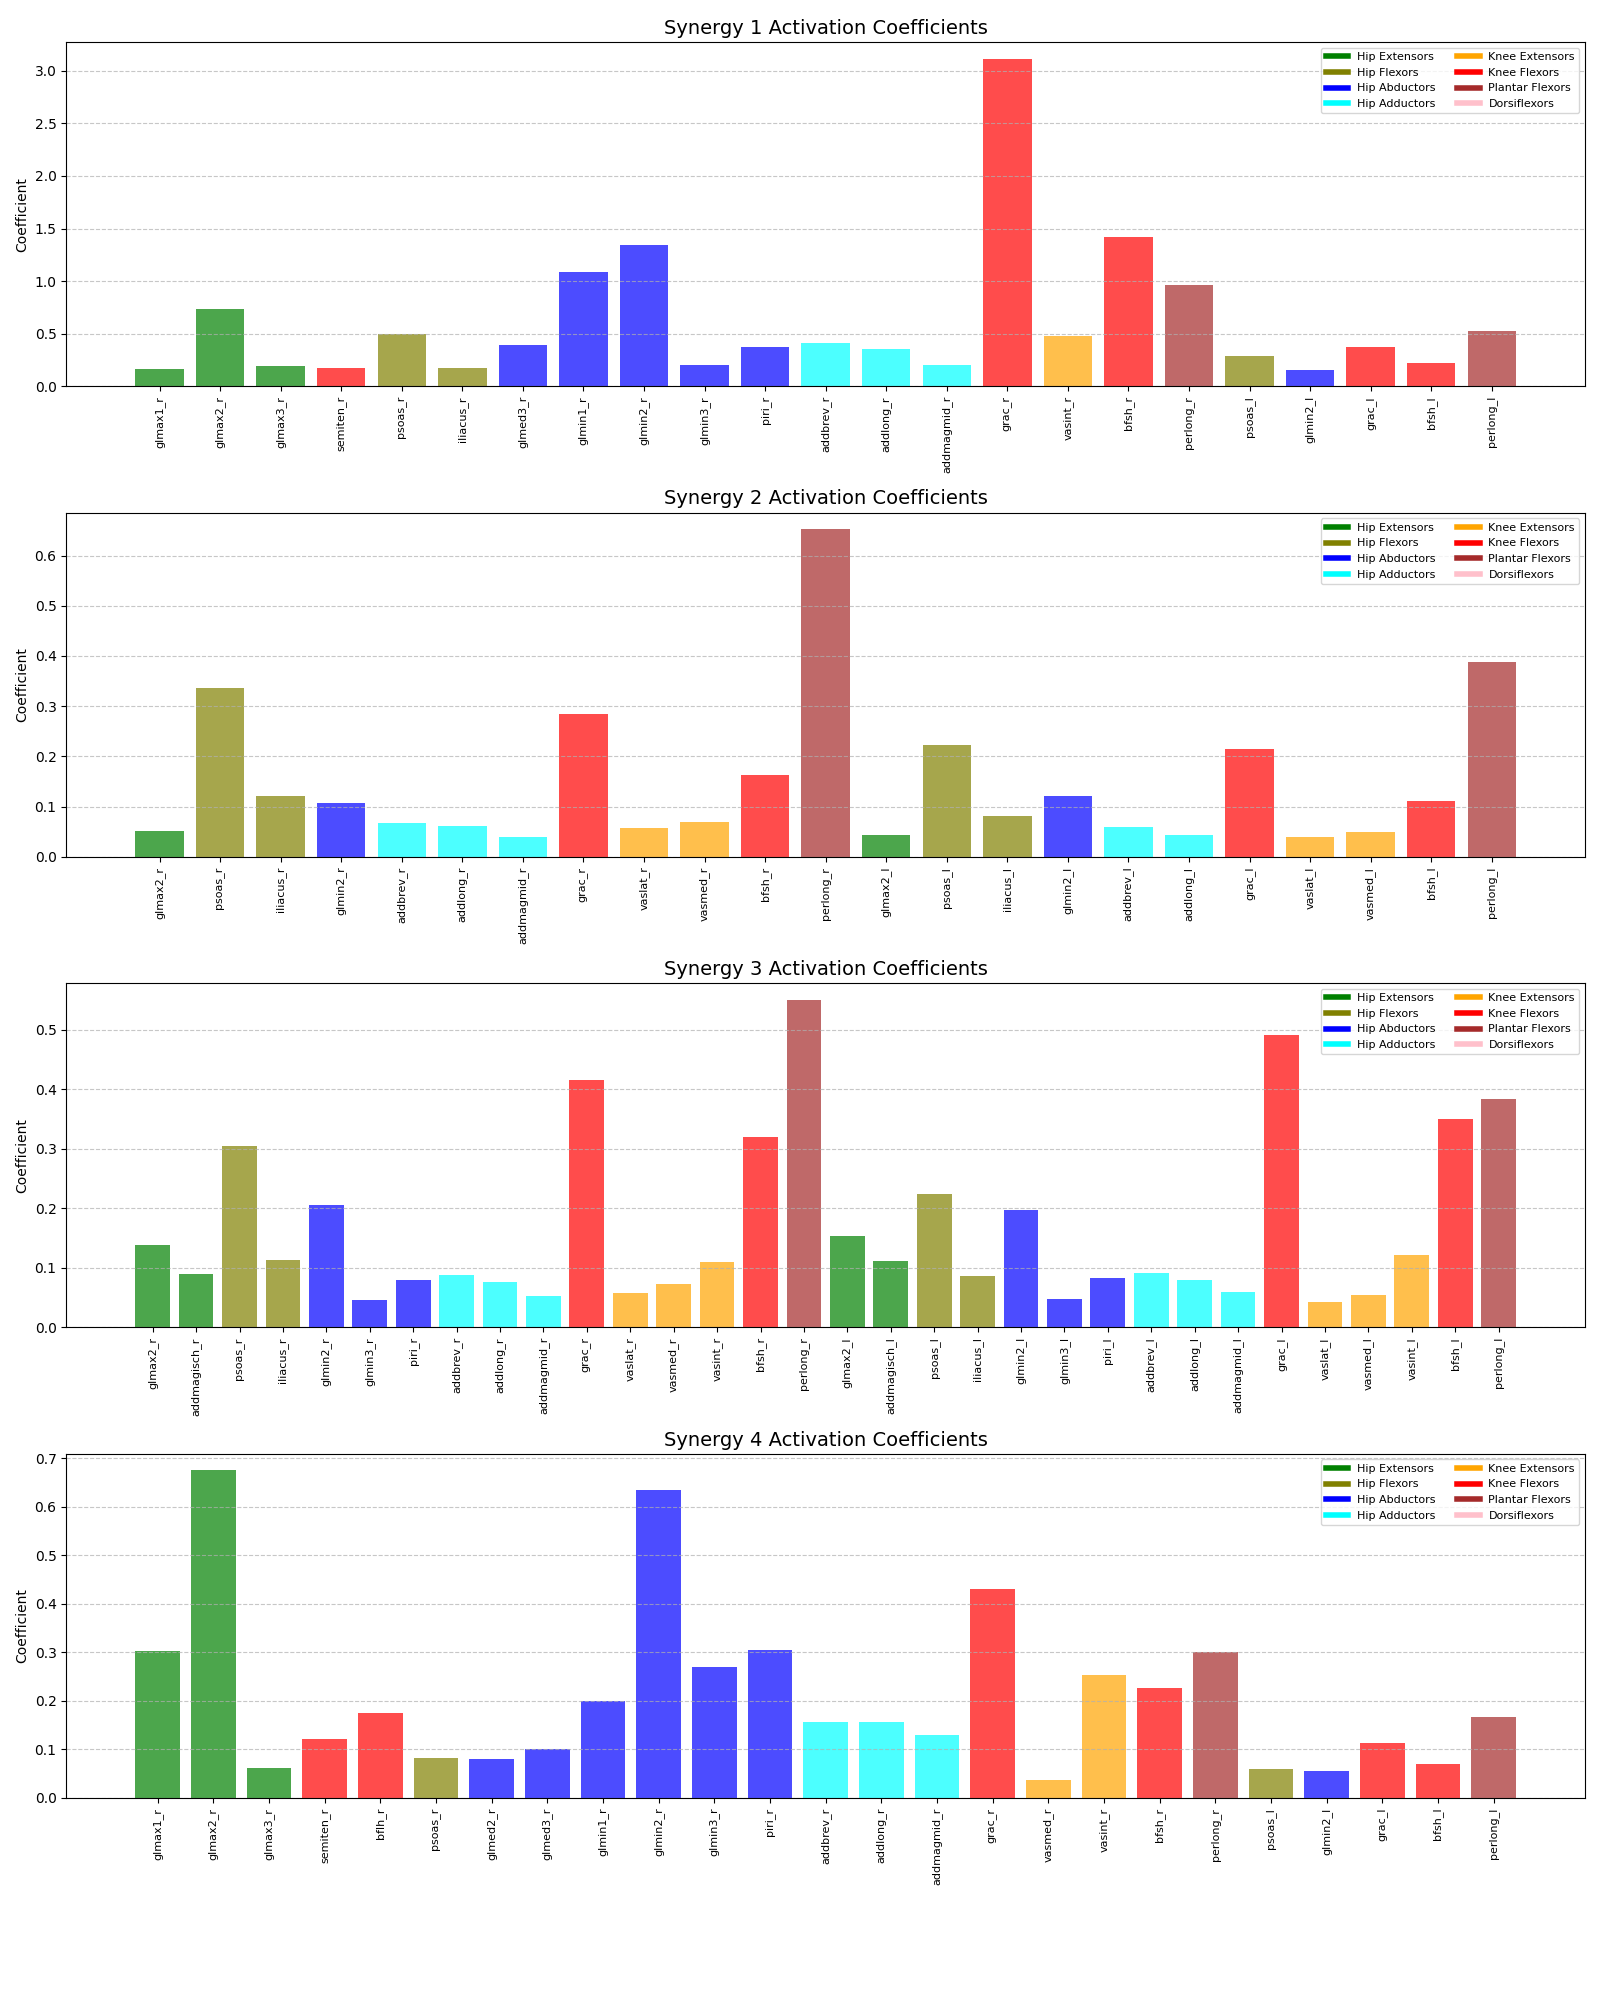 Synergy 1 Activation Coefficients
Coefficient
3.0
2.5
2.0
1.5
1.0
0.5
0.0
Hip Extensors
Hip Flexors
Hip Abductors
Hip Adductors
Knee Extensors
Knee Flexors
Plantar Flexors
Dorsiflexors
glmax1_r
glmax2_r
glmax3_r
semiten_r
psoas_r
iliacus_r
glmed3_r
glmin1_r
glmin2_r
glmin3_r
piri_r
addbrev_r
addlong_r
addmagmid_r
grac_r
vasint_r
bfsh_r
perlong_r
psoas_l
glmin2_l
grac_l
bfsh_l
perlong_l
Synergy 2 Activation Coefficients
Coefficient
0.6
0.5
0.4
0.3
0.2
0.1
0.0
Hip Extensors
Hip Flexors
Hip Abductors
Hip Adductors
Knee Extensors
Knee Flexors
Plantar Flexors
Dorsiflexors
glmax2_r
psoas_r
iliacus_r
glmin2_r
addbrev_r
addlong_r
addmagmid_r
grac_r
vaslat_r
vasmed_r
bfsh_r
perlong_r
glmax2_l
psoas_l
iliacus_l
glmin2_l
addbrev_l
addlong_l
grac_l
vaslat_l
vasmed_l
bfsh_l
perlong_l
Synergy 3 Activation Coefficients
Coefficient
0.5
0.4
0.3
0.2
0.1
0.0
Hip Extensors
Hip Flexors
Hip Abductors
Hip Adductors
Knee Extensors
Knee Flexors
Plantar Flexors
Dorsiflexors
glmax2_r
addmagisch_r
psoas_r
iliacus_r
glmin2_r
glmin3_r
piri_r
addbrev_r
addlong_r
addmagmid_r
grac_r
vaslat_r
vasmed_r
vasint_r
bfsh_r
perlong_r
glmax2_l
addmagisch_l
psoas_l
iliacus_l
glmin2_l
glmin3_l
piri_l
addbrev_l
addlong_l
addmagmid_l
grac_l
vaslat_l
vasmed_l
vasint_l
bfsh_l
perlong_l
Synergy 4 Activation Coefficients
Coefficient
0.7
0.6
0.5
0.4
0.3
0.2
0.1
0.0
Hip Extensors
Hip Flexors
Hip Abductors
Hip Adductors
Knee Extensors
Knee Flexors
Plantar Flexors
Dorsiflexors
glmax1_r
glmax2_r
glmax3_r
semiten_r
bflh_r
psoas_r
glmed2_r
glmed3_r
glmin1_r
glmin2_r
glmin3_r
piri_r
addbrev_r
addlong_r
addmagmid_r
grac_r
vasmed_r
vasint_r
bfsh_r
perlong_r
psoas_l
glmin2_l
grac_l
bfsh_l
perlong_l